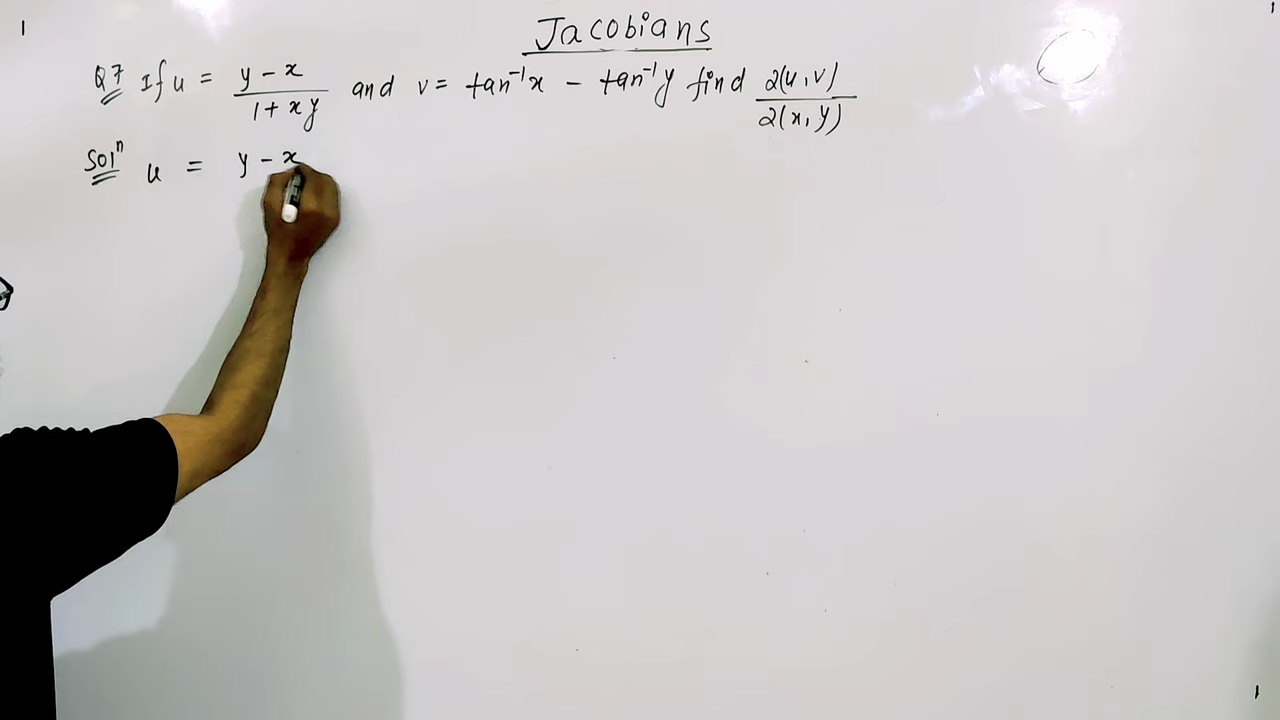 Jacobians
Q7 If u = y - x / 1 + xy and v = tan⁻¹x - tan⁻¹y find ∂(u,v) / ∂(x,y)
Solⁿ u = y - x